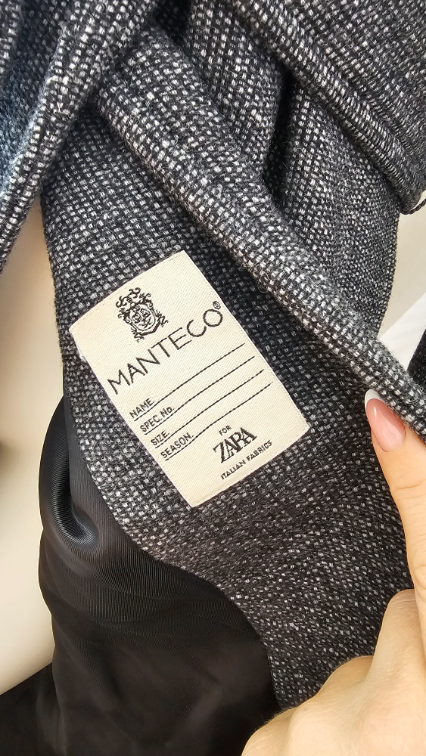 MANTECO®
NAME
SPEC. No.
SIZE
SEASON.
FOR
ZARA
ITALIAN FABRICS